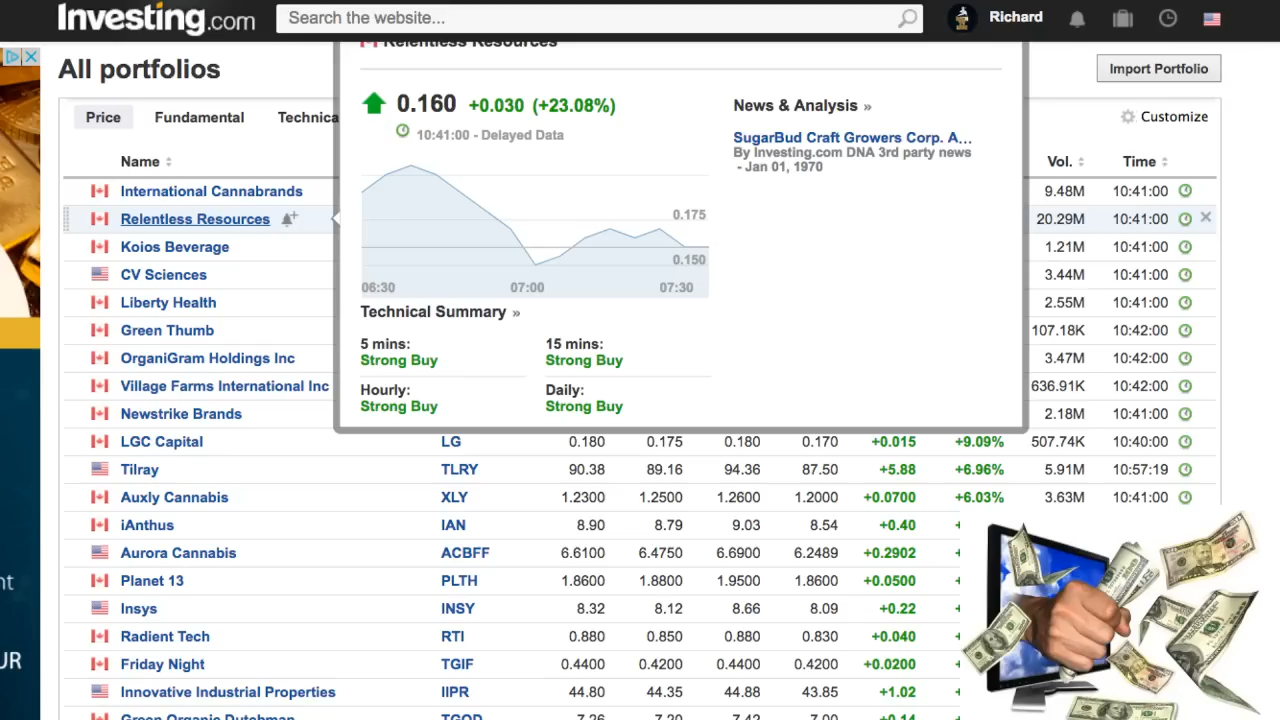 Investing.com
Search the website...
Richard
Relentless Resources
All portfolios
Import Portfolio
Price Fundamental Technica
Customize
0.160 +0.030 (+23.08%)
10:41:00 - Delayed Data
0.175
0.150
06:30 07:00 07:30
News & Analysis »
SugarBud Craft Growers Corp. A...
By Investing.com DNA 3rd party news
- Jan 01, 1970
Technical Summary »
5 mins:
Strong Buy
15 mins:
Strong Buy
Hourly:
Strong Buy
Daily:
Strong Buy
Name Vol. Time
International Cannabrands 9.48M 10:41:00
Relentless Resources 20.29M 10:41:00
Koios Beverage 1.21M 10:41:00
CV Sciences 3.44M 10:41:00
Liberty Health 2.55M 10:41:00
Green Thumb 107.18K 10:42:00
OrganiGram Holdings Inc 3.47M 10:42:00
Village Farms International Inc 636.91K 10:42:00
Newstrike Brands 2.18M 10:41:00
LGC Capital LG 0.180 0.175 0.180 0.170 +0.015 +9.09% 507.74K 10:40:00
Tilray TLRY 90.38 89.16 94.36 87.50 +5.88 +6.96% 5.91M 10:57:19
Auxly Cannabis XLY 1.2300 1.2500 1.2600 1.2000 +0.0700 +6.03% 3.63M 10:41:00
iAnthus IAN 8.90 8.79 9.03 8.54 +0.40 +
Aurora Cannabis ACBFF 6.6100 6.4750 6.6900 6.2489 +0.2902 +
Planet 13 PLTH 1.8600 1.8800 1.9500 1.8600 +0.0500 +
Insys INSY 8.32 8.12 8.66 8.09 +0.22 +
Radient Tech RTI 0.880 0.850 0.880 0.830 +0.040 +
Friday Night TGIF 0.4400 0.4200 0.4400 0.4200 +0.0200 +
Innovative Industrial Properties IIPR 44.80 44.35 44.88 43.85 +1.02 +
Green Organic Dutchman TGOD 7.26 7.20 7.42 7.00 +0.14
nt
UR